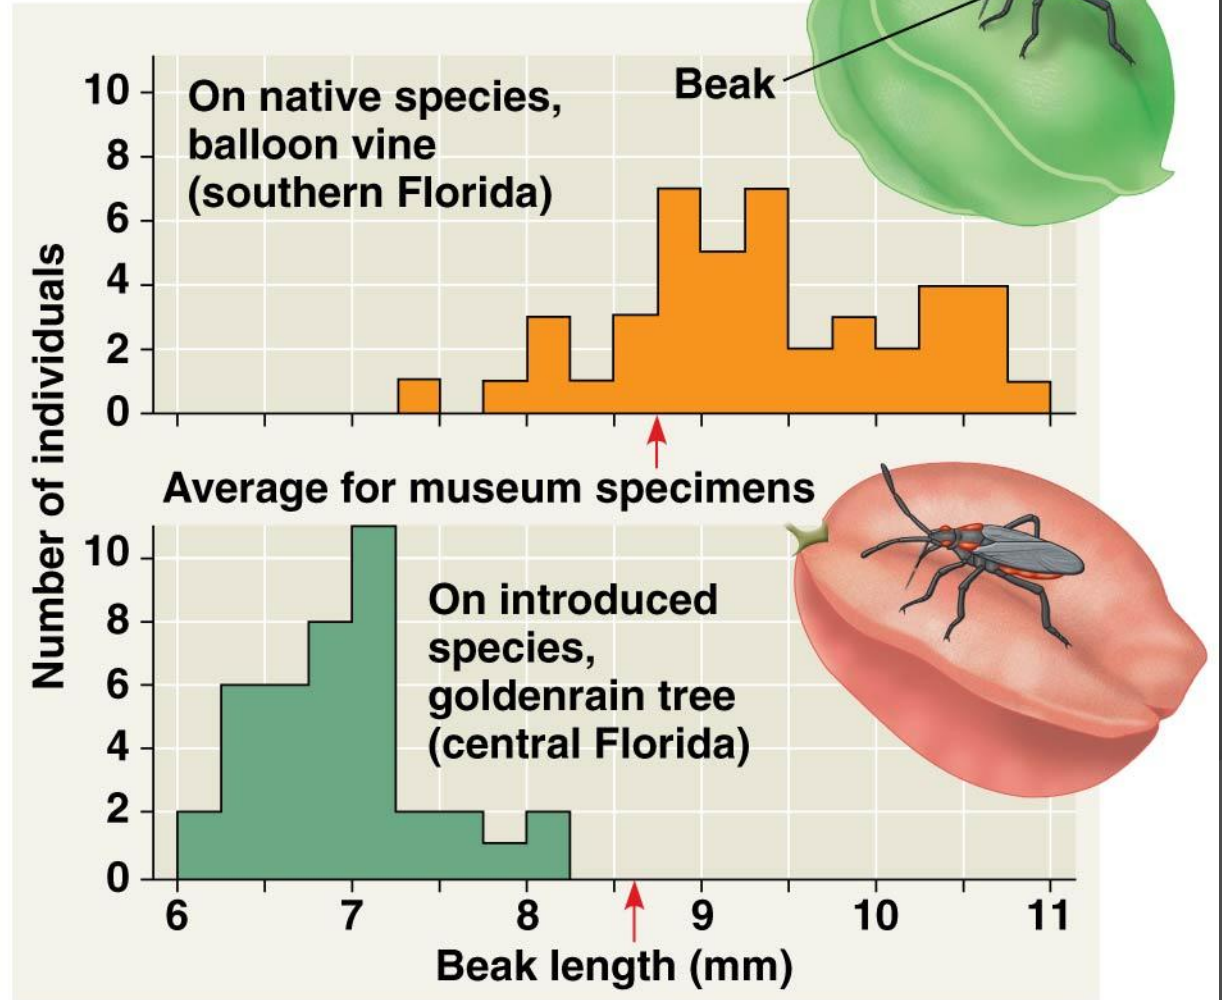 Beak
10
On native species,
balloon vine
(southern Florida)
8
6
4
2
0
Number of individuals
Average for museum specimens
10
On introduced
species,
goldenrain tree
(central Florida)
8
6
4
2
0
6 7 8 9 10 11
Beak length (mm)